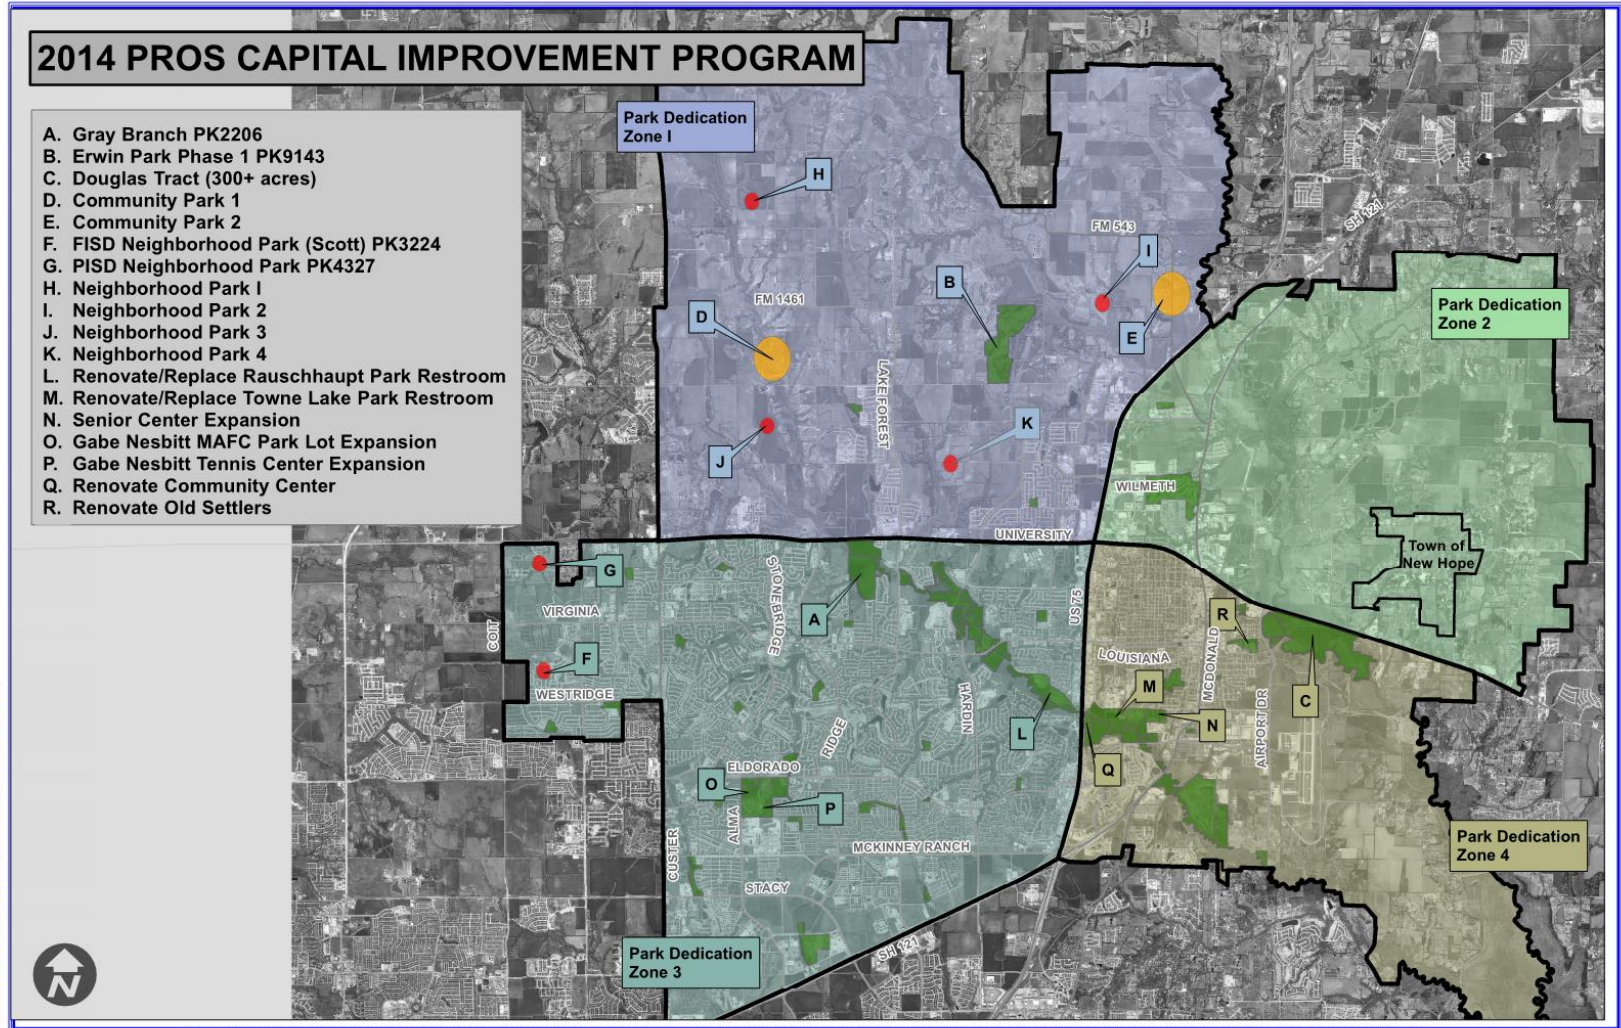 2014 PROS CAPITAL IMPROVEMENT PROGRAM
A. Gray Branch PK2206
B. Erwin Park Phase 1 PK9143
C. Douglas Tract (300+ acres)
D. Community Park 1
E. Community Park 2
F. FISD Neighborhood Park (Scott) PK3224
G. PISD Neighborhood Park PK4327
H. Neighborhood Park I
I. Neighborhood Park 2
J. Neighborhood Park 3
K. Neighborhood Park 4
L. Renovate/Replace Rauschhaupt Park Restroom
M. Renovate/Replace Towne Lake Park Restroom
N. Senior Center Expansion
O. Gabe Nesbitt MAFC Park Lot Expansion
P. Gabe Nesbitt Tennis Center Expansion
Q. Renovate Community Center
R. Renovate Old Settlers
Park Dedication
Zone I
H
FM 543
SH 121
I
B
FM 1461
D
E
Park Dedication
Zone 2
LAKE FOREST
K
J
WILMETH
UNIVERSITY
Town of
New Hope
G
STONEBRIDGE
VIRGINIA
A
US 75
R
COIT
F
LOUISIANA
MCDONALD
WESTRIDGE
M
HARDIN
C
L
N
RIDGE
AIRPORT DR
ELDORADO
Q
O
P
ALMA
CUSTER
MCKINNEY RANCH
Park Dedication
Zone 4
STACY
SH 121
Park Dedication
Zone 3
N